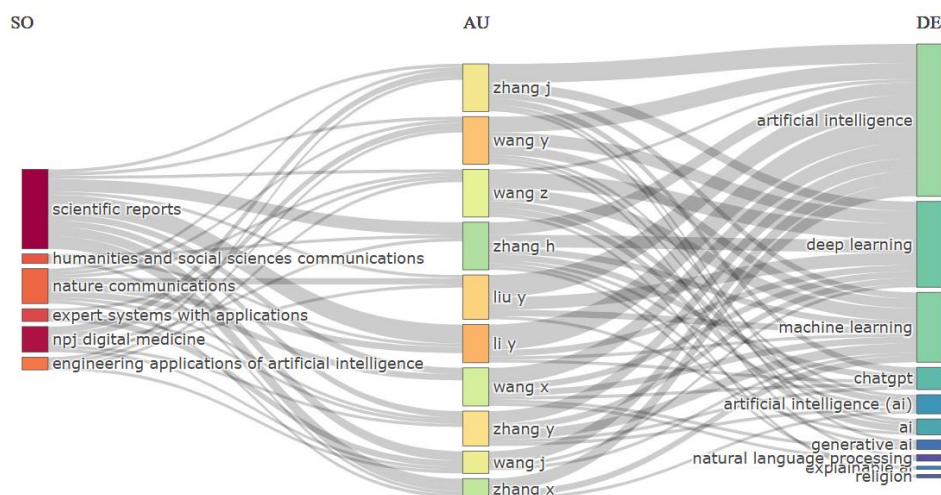 SO
AU
DE
scientific reports
humanities and social sciences communications
nature communications
expert systems with applications
npj digital medicine
engineering applications of artificial intelligence
zhang j
wang y
wang z
zhang h
liu y
li y
wang x
zhang y
wang j
zhang x
artificial intelligence
deep learning
machine learning
chatgpt
artificial intelligence (ai)
ai
generative ai
natural language processing
explainable ai
religion